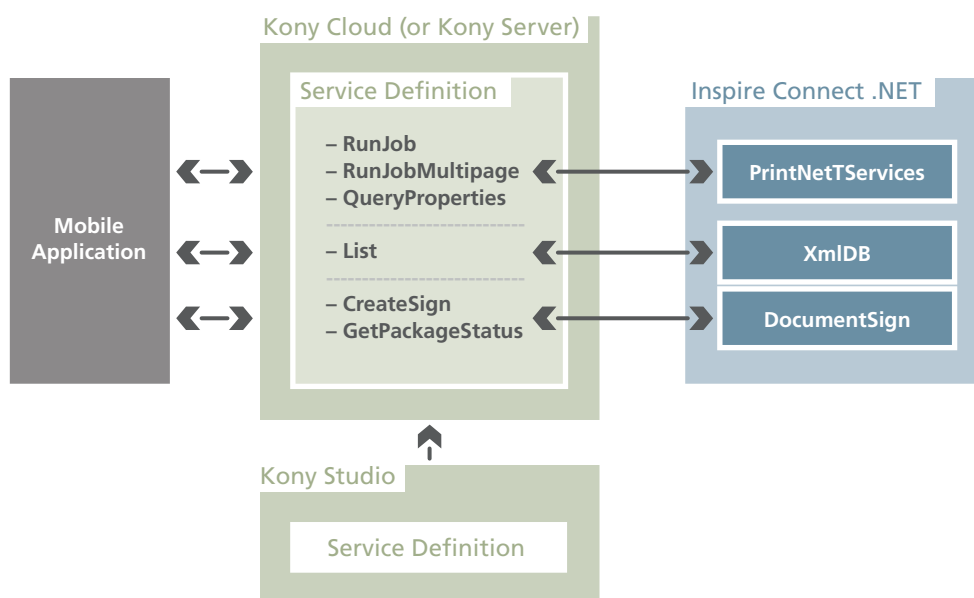 Kony Cloud (or Kony Server)
Service Definition
Inspire Connect .NET
– RunJob
– RunJobMultipage
– QueryProperties
PrintNetTServices
Mobile
Application
– List
XmlDB
– CreateSign
– GetPackageStatus
DocumentSign
Kony Studio
Service Definition